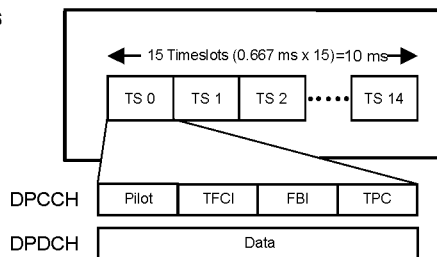 s
15 Timeslots (0.667 ms x 15)=10 ms
TS 0 TS 1 TS 2 TS 14
DPCCH Pilot TFCI FBI TPC
DPDCH Data